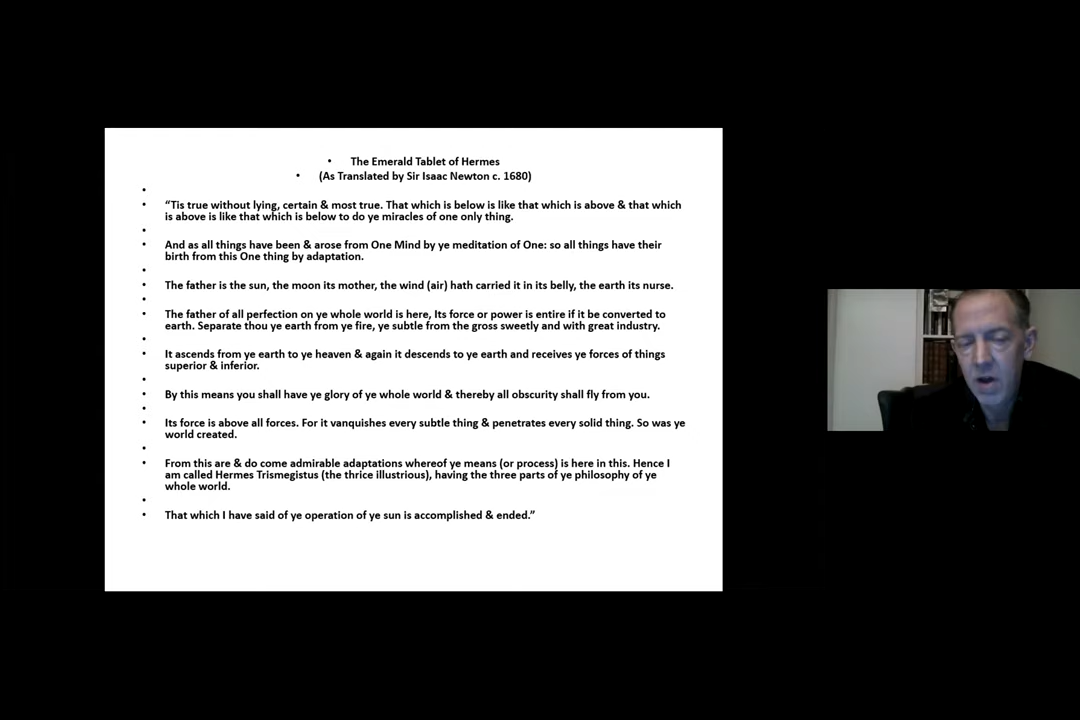 • The Emerald Tablet of Hermes
• (As Translated by Sir Isaac Newton c. 1680)
•
• “Tis true without lying, certain & most true. That which is below is like that which is above & that which
is above is like that which is below to do ye miracles of one only thing.
•
• And as all things have been & arose from One Mind by ye meditation of One: so all things have their
birth from this One thing by adaptation.
•
• The father is the sun, the moon its mother, the wind (air) hath carried it in its belly, the earth its nurse.
•
• The father of all perfection on ye whole world is here, Its force or power is entire if it be converted to
earth. Separate thou ye earth from ye fire, ye subtle from the gross sweetly and with great industry.
•
• It ascends from ye earth to ye heaven & again it descends to ye earth and receives ye forces of things
superior & inferior.
•
• By this means you shall have ye glory of ye whole world & thereby all obscurity shall fly from you.
•
• Its force is above all forces. For it vanquishes every subtle thing & penetrates every solid thing. So was ye
world created.
•
• From this are & do come admirable adaptations whereof ye means (or process) is here in this. Hence I
am called Hermes Trismegistus (the thrice illustrious), having the three parts of ye philosophy of ye
whole world.
•
• That which I have said of ye operation of ye sun is accomplished & ended.”